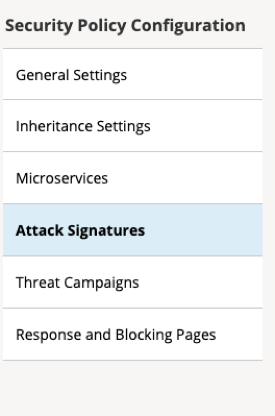 Security Policy Configuration
General Settings
Inheritance Settings
Microservices
Attack Signatures
Threat Campaigns
Response and Blocking Pages